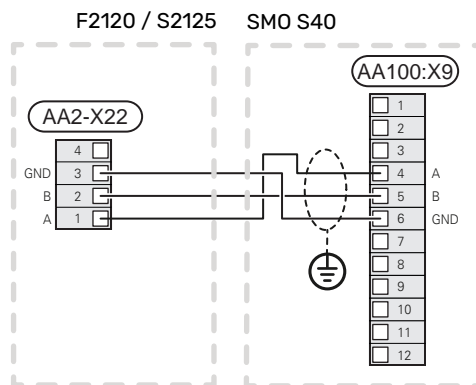 F2120 / S2125
SMO S40
AA2-X22
4
GND 3
B 2
A 1
AA100:X9
1
2
3
4 A
5 B
6 GND
7
8
9
10
11
12